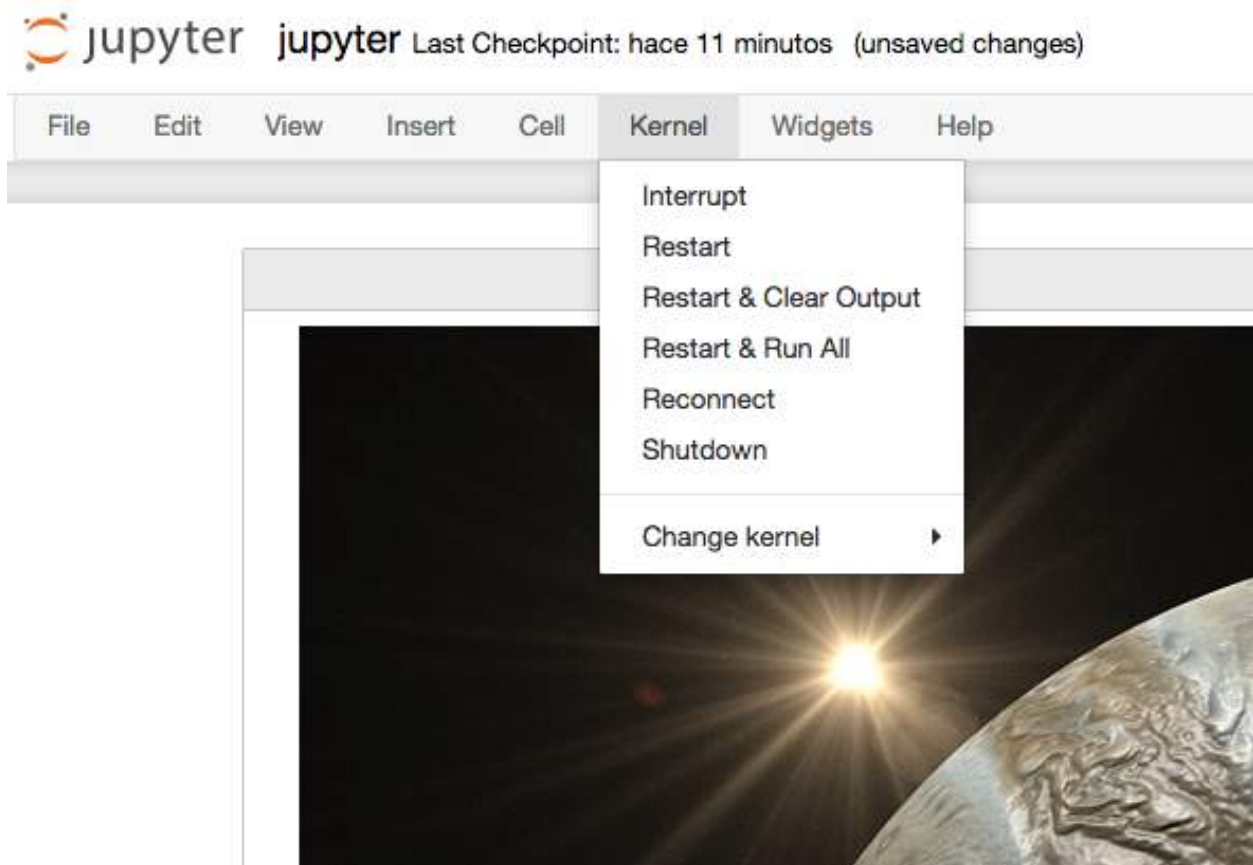 jupyter jupyter Last Checkpoint: hace 11 minutos (unsaved changes)
File Edit View Insert Cell Kernel Widgets Help
Interrupt
Restart
Restart & Clear Output
Restart & Run All
Reconnect
Shutdown
Change kernel